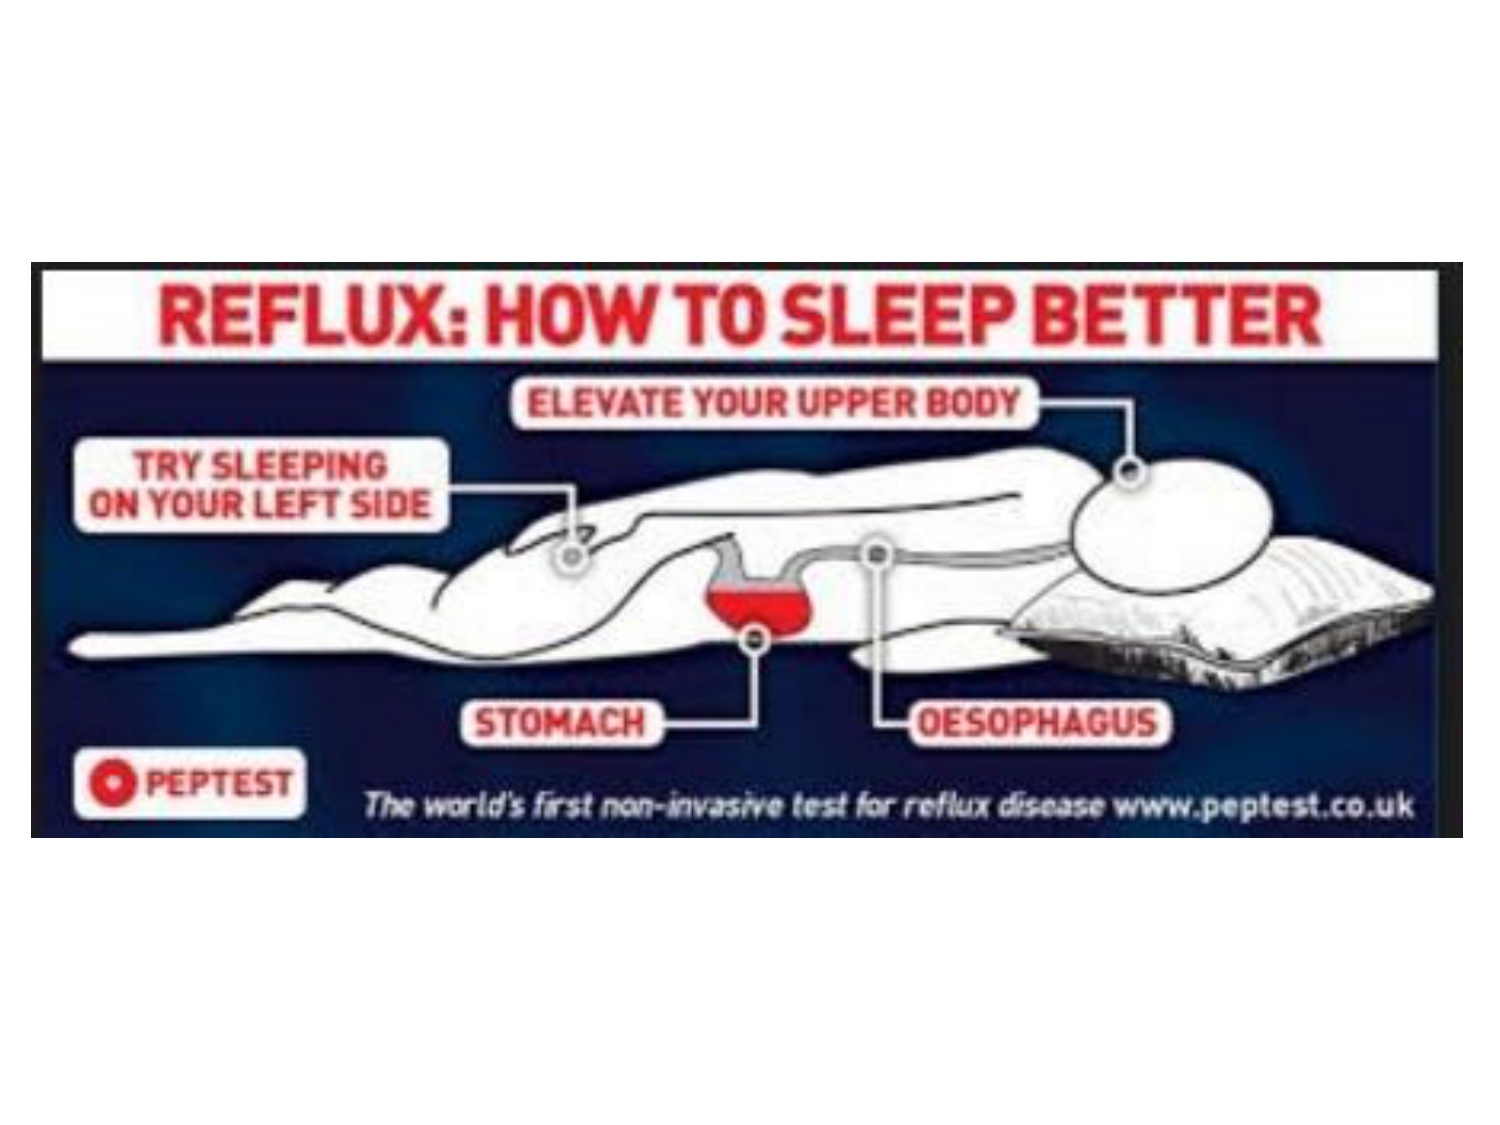 REFLUX: HOW TO SLEEP BETTER
ELEVATE YOUR UPPER BODY
TRY SLEEPING
ON YOUR LEFT SIDE
STOMACH
OESOPHAGUS
PEPTEST
The world's first non-invasive test for reflux disease www.peptest.co.uk